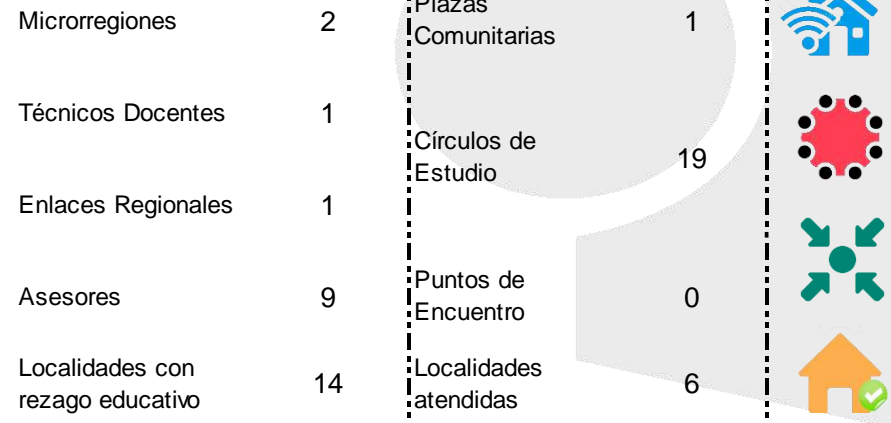 Microrregiones 2
Plazas
Comunitarias 1
Técnicos Docentes 1
Círculos de
Estudio 19
Enlaces Regionales 1
Asesores 9
Puntos de
Encuentro 0
Localidades con
rezago educativo 14
Localidades
atendidas 6